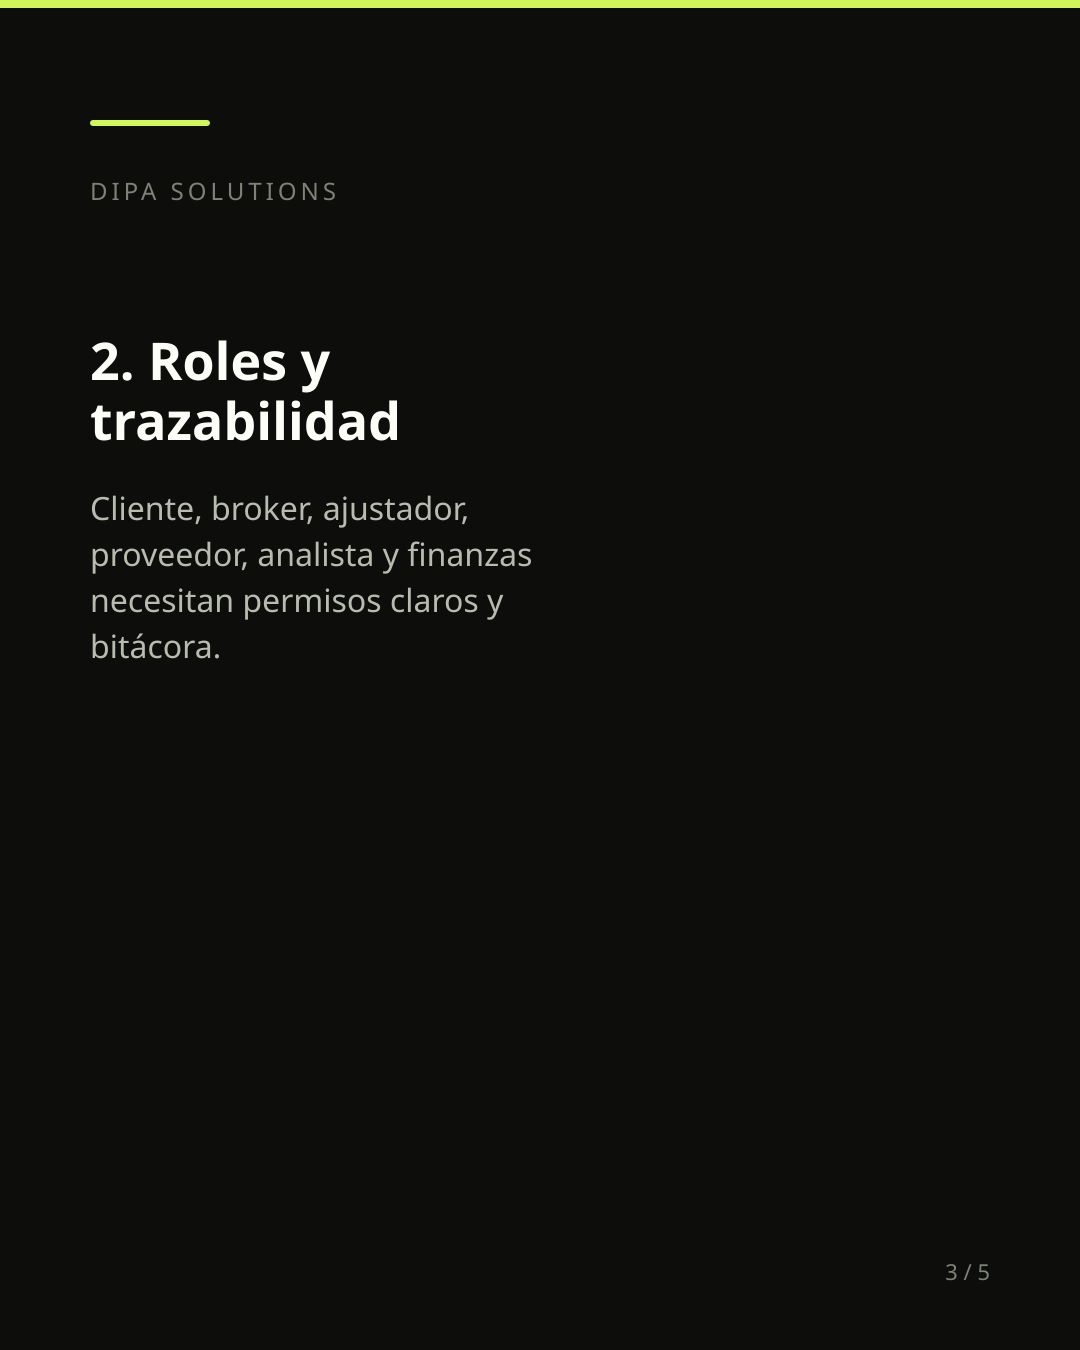 DIPA SOLUTIONS
2. Roles y
trazabilidad
Cliente, broker, ajustador,
proveedor, analista y finanzas
necesitan permisos claros y
bitácora.
3 / 5